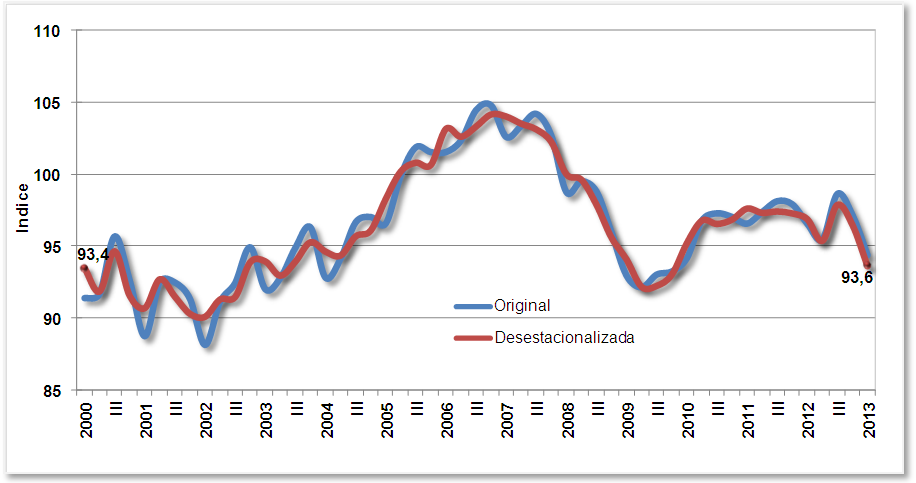 110
105
100
95
90
85
Indice
93,4
93,6
Original
Desestacionalizada
2000
III
2001
III
2002
III
2003
III
2004
III
2005
III
2006
III
2007
III
2008
III
2009
III
2010
III
2011
III
2012
III
2013